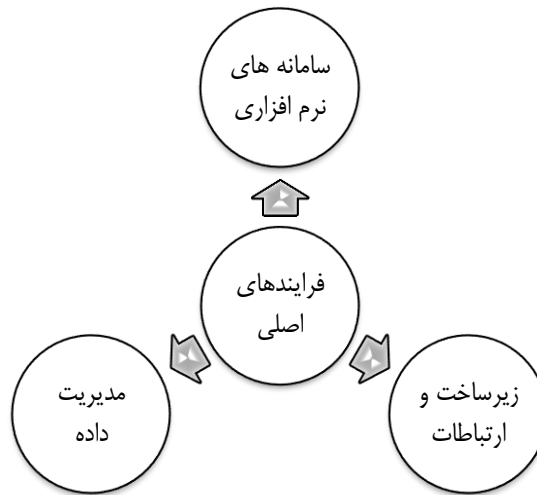 سامانه های
نرم افزاری
فرایندهای
اصلی
زیرساخت و
ارتباطات
مدیریت
داده